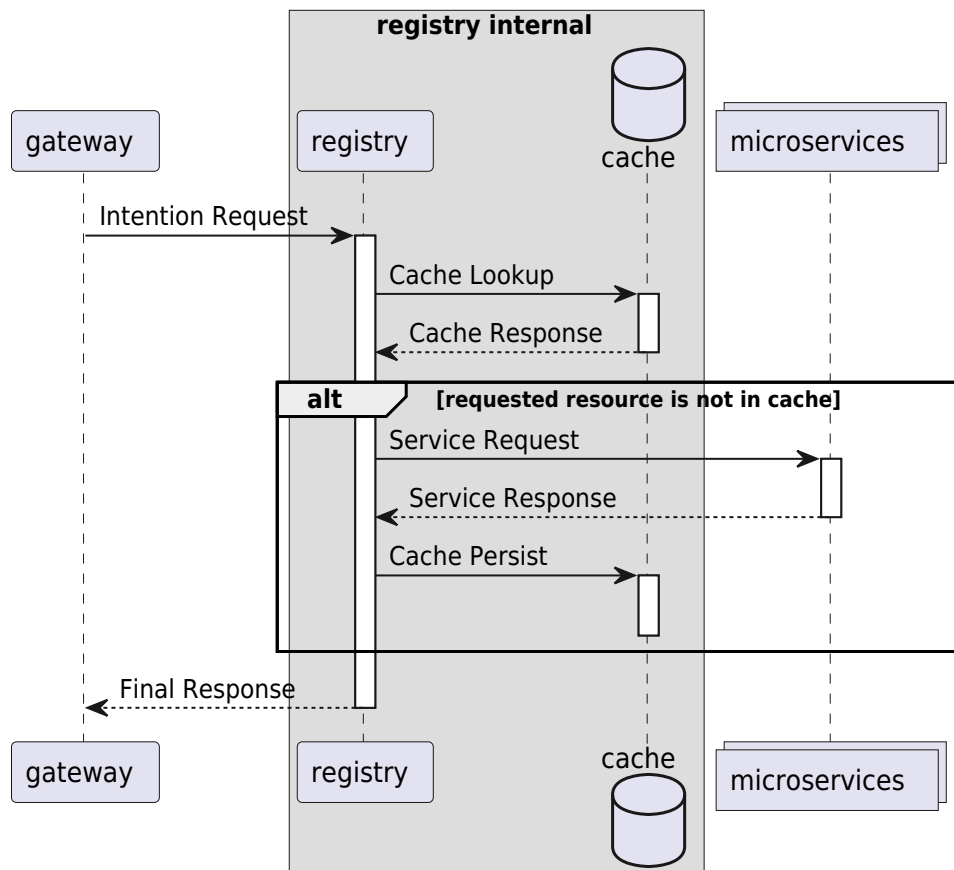 registry internal
gateway
registry
cache
microservices
Intention Request
Cache Lookup
Cache Response
alt
[requested resource is not in cache]
Service Request
Service Response
Cache Persist
Final Response
gateway
registry
cache
microservices